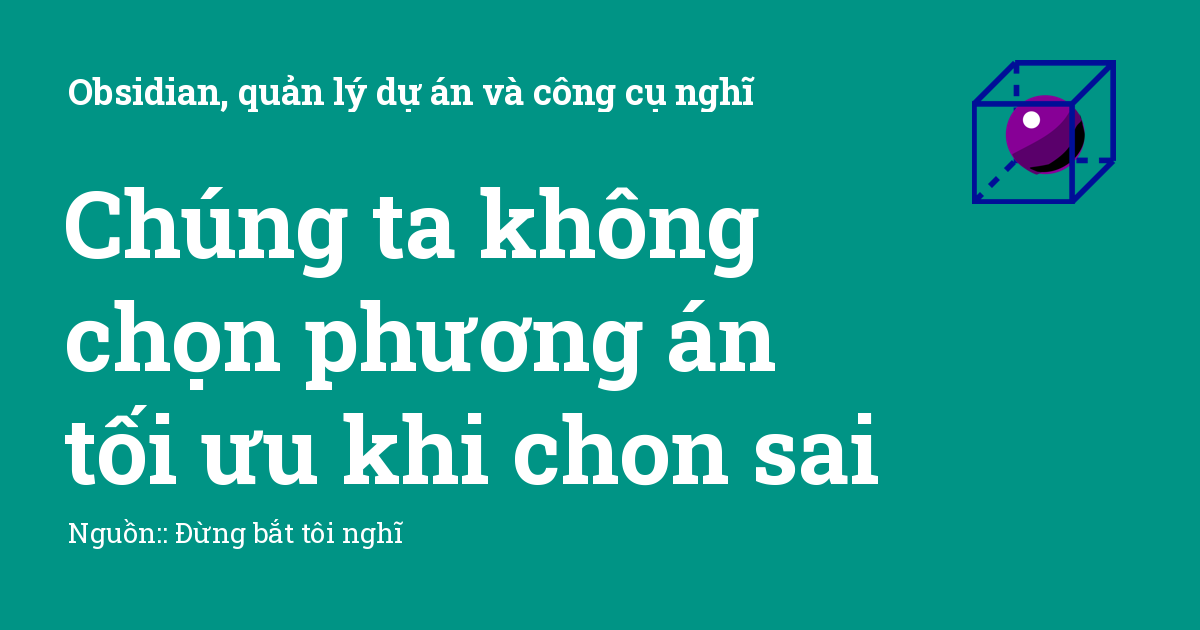 Obsidian, quản lý dự án và công cụ nghĩ
Chúng ta không
chọn phương án
tối ưu khi chon sai
Nguồn:: Đừng bắt tôi nghĩ